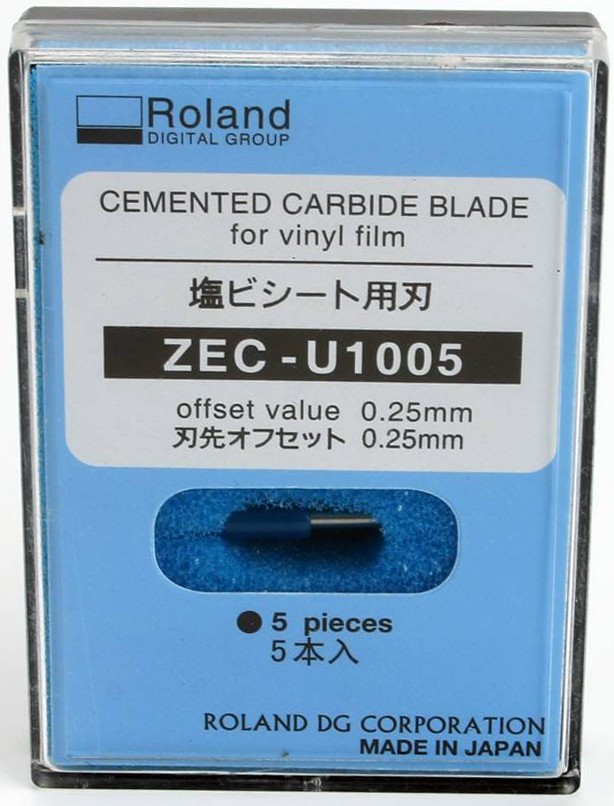 Roland
DIGITAL GROUP
CEMENTED CARBIDE BLADE
for vinyl film
塩ビシート用刃
ZEC-U1005
offset value 0.25mm
刃先オフセット 0.25mm
● 5 pieces
5本入
ROLAND DG CORPORATION
MADE IN JAPAN